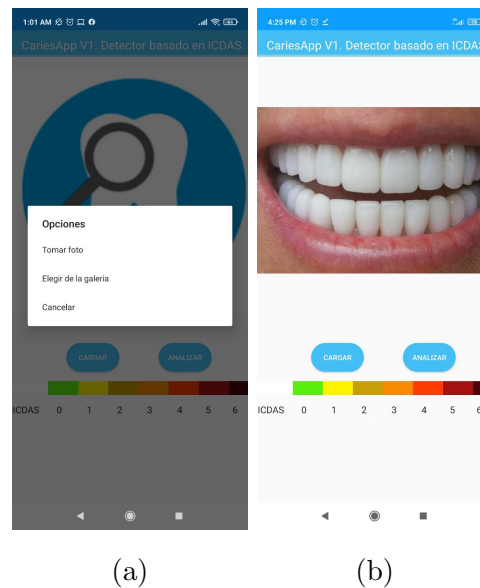 1:01 AM
64
CariesApp V1. Detector basado en ICDAS
Opciones
Tomar foto
Elegir de la galeria
Cancelar
CARGAR
ANALIZAR
ICDAS 0 1 2 3 4 5 6
(a)
4:25 PM
CariesApp V1. Detector basado en ICDAS
CARGAR
ANALIZAR
ICDAS 0 1 2 3 4 5 6
(b)